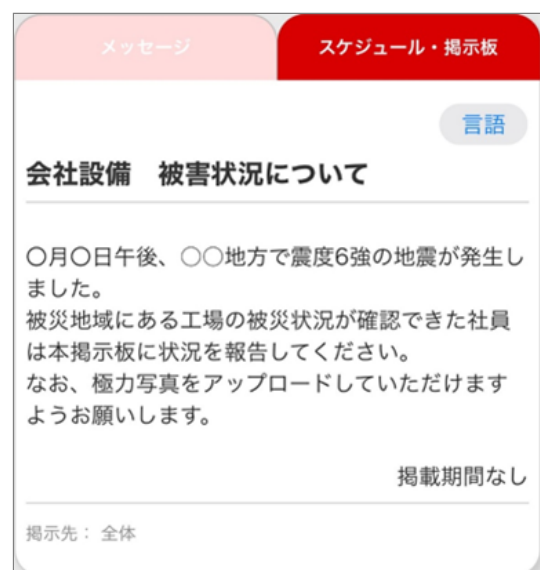 メッセージ
スケジュール・掲示板
言語
会社設備　被害状況について
〇月〇日午後、〇〇地方で震度6強の地震が発生し
ました。
被災地域にある工場の被災状況が確認できた社員
は本掲示板に状況を報告してください。
なお、極力写真をアップロードしていただけます
ようお願いします。
掲載期間なし
掲示先： 全体